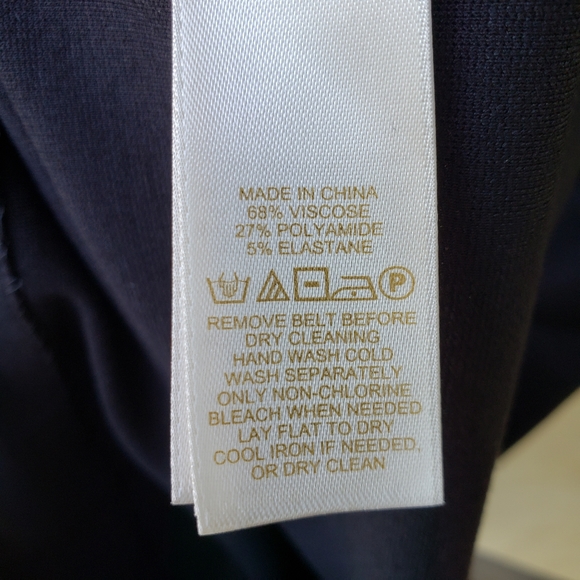 MADE IN CHINA
68% VISCOSE
27% POLYAMIDE
5% ELASTANE
P
REMOVE BELT BEFORE
DRY CLEANING
HAND WASH COLD
WASH SEPARATELY
ONLY NON-CHLORINE
BLEACH WHEN NEEDED
LAY FLAT TO DRY
COOL IRON IF NEEDED,
OR DRY CLEAN